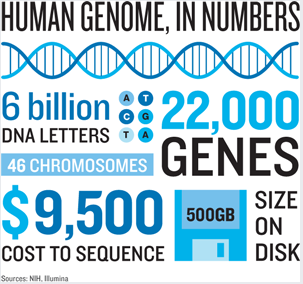 HUMAN GENOME, IN NUMBERS
6 billion
DNA LETTERS
A T
C G
T A
22,000
GENES
46 CHROMOSOMES
$9,500
COST TO SEQUENCE
500GB
SIZE
ON
DISK
Sources: NIH, Illumina